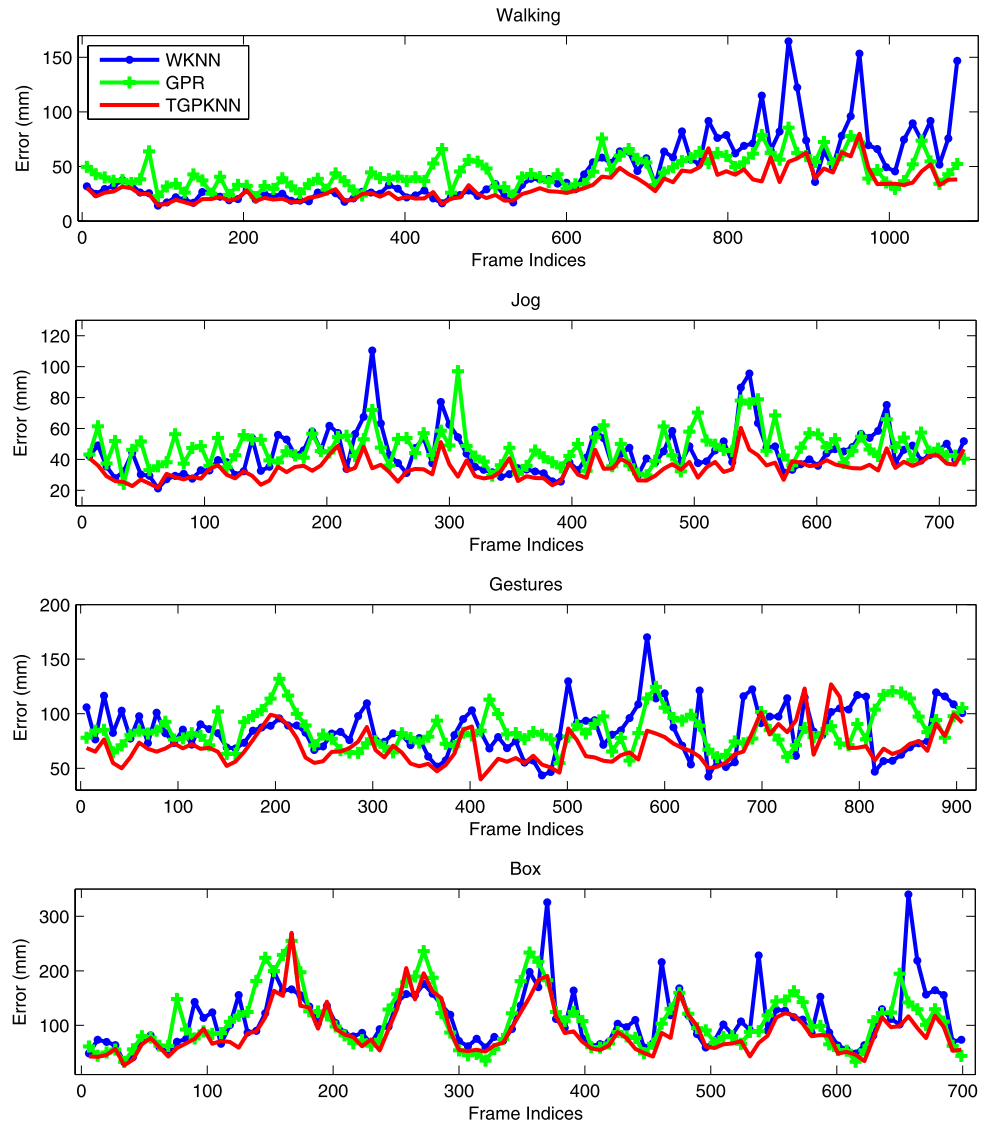 Walking
WKNN
GPR
TGPKNN
Error (mm)
150
100
50
0
0 200 400 600 800 1000
Frame Indices
Jog
Error (mm)
120
100
80
60
40
20
0 100 200 300 400 500 600 700
Frame Indices
Gestures
Error (mm)
200
150
100
50
0 100 200 300 400 500 600 700 800 900
Frame Indices
Box
Error (mm)
300
200
100
0 100 200 300 400 500 600 700
Frame Indices